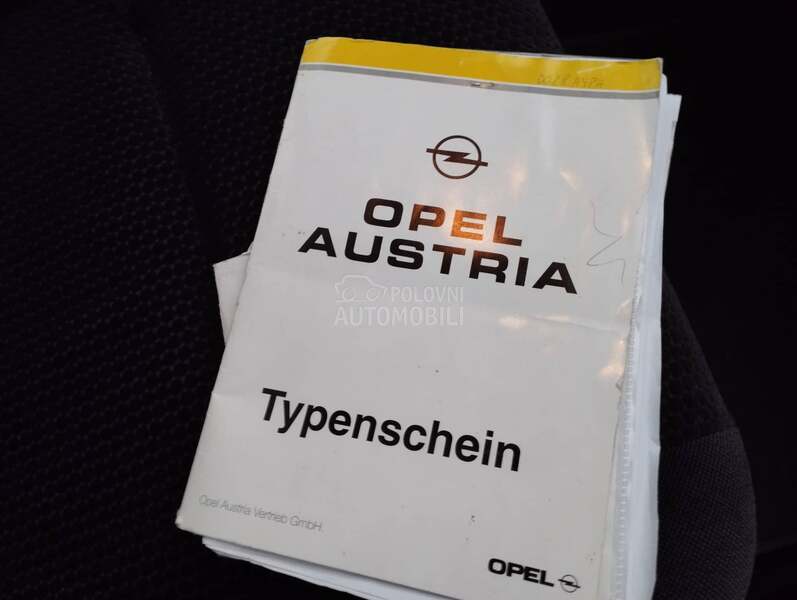 OPEL
AUSTRIA
POLOVNI
AUTOMOBILI
Typenschein
Opel Austria Vertrieb GmbH
OPEL